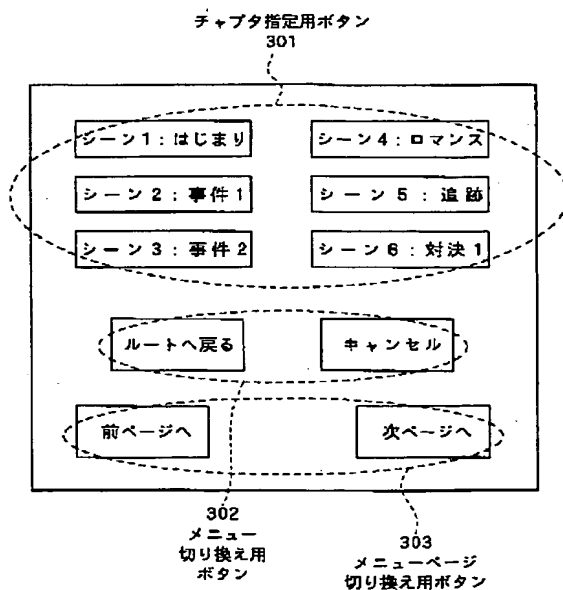 チャプタ指定用ボタン
301
シーン1：はじまり
シーン4：ロマンス
シーン2：事件1
シーン5：追跡
シーン3：事件2
シーン6：対決1
ルートへ戻る
キャンセル
前ページへ
次ページへ
302
メニュー
切り換え用
ボタン
303
メニューページ
切り換え用ボタン